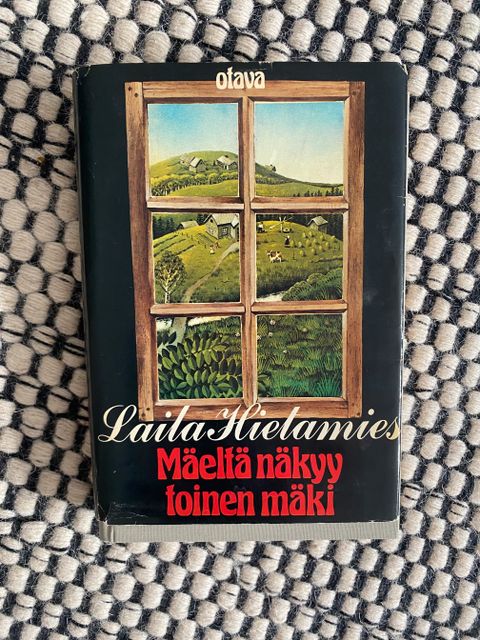 otava
Laila Hietamies
Mäeltä näkyy
toinen mäki